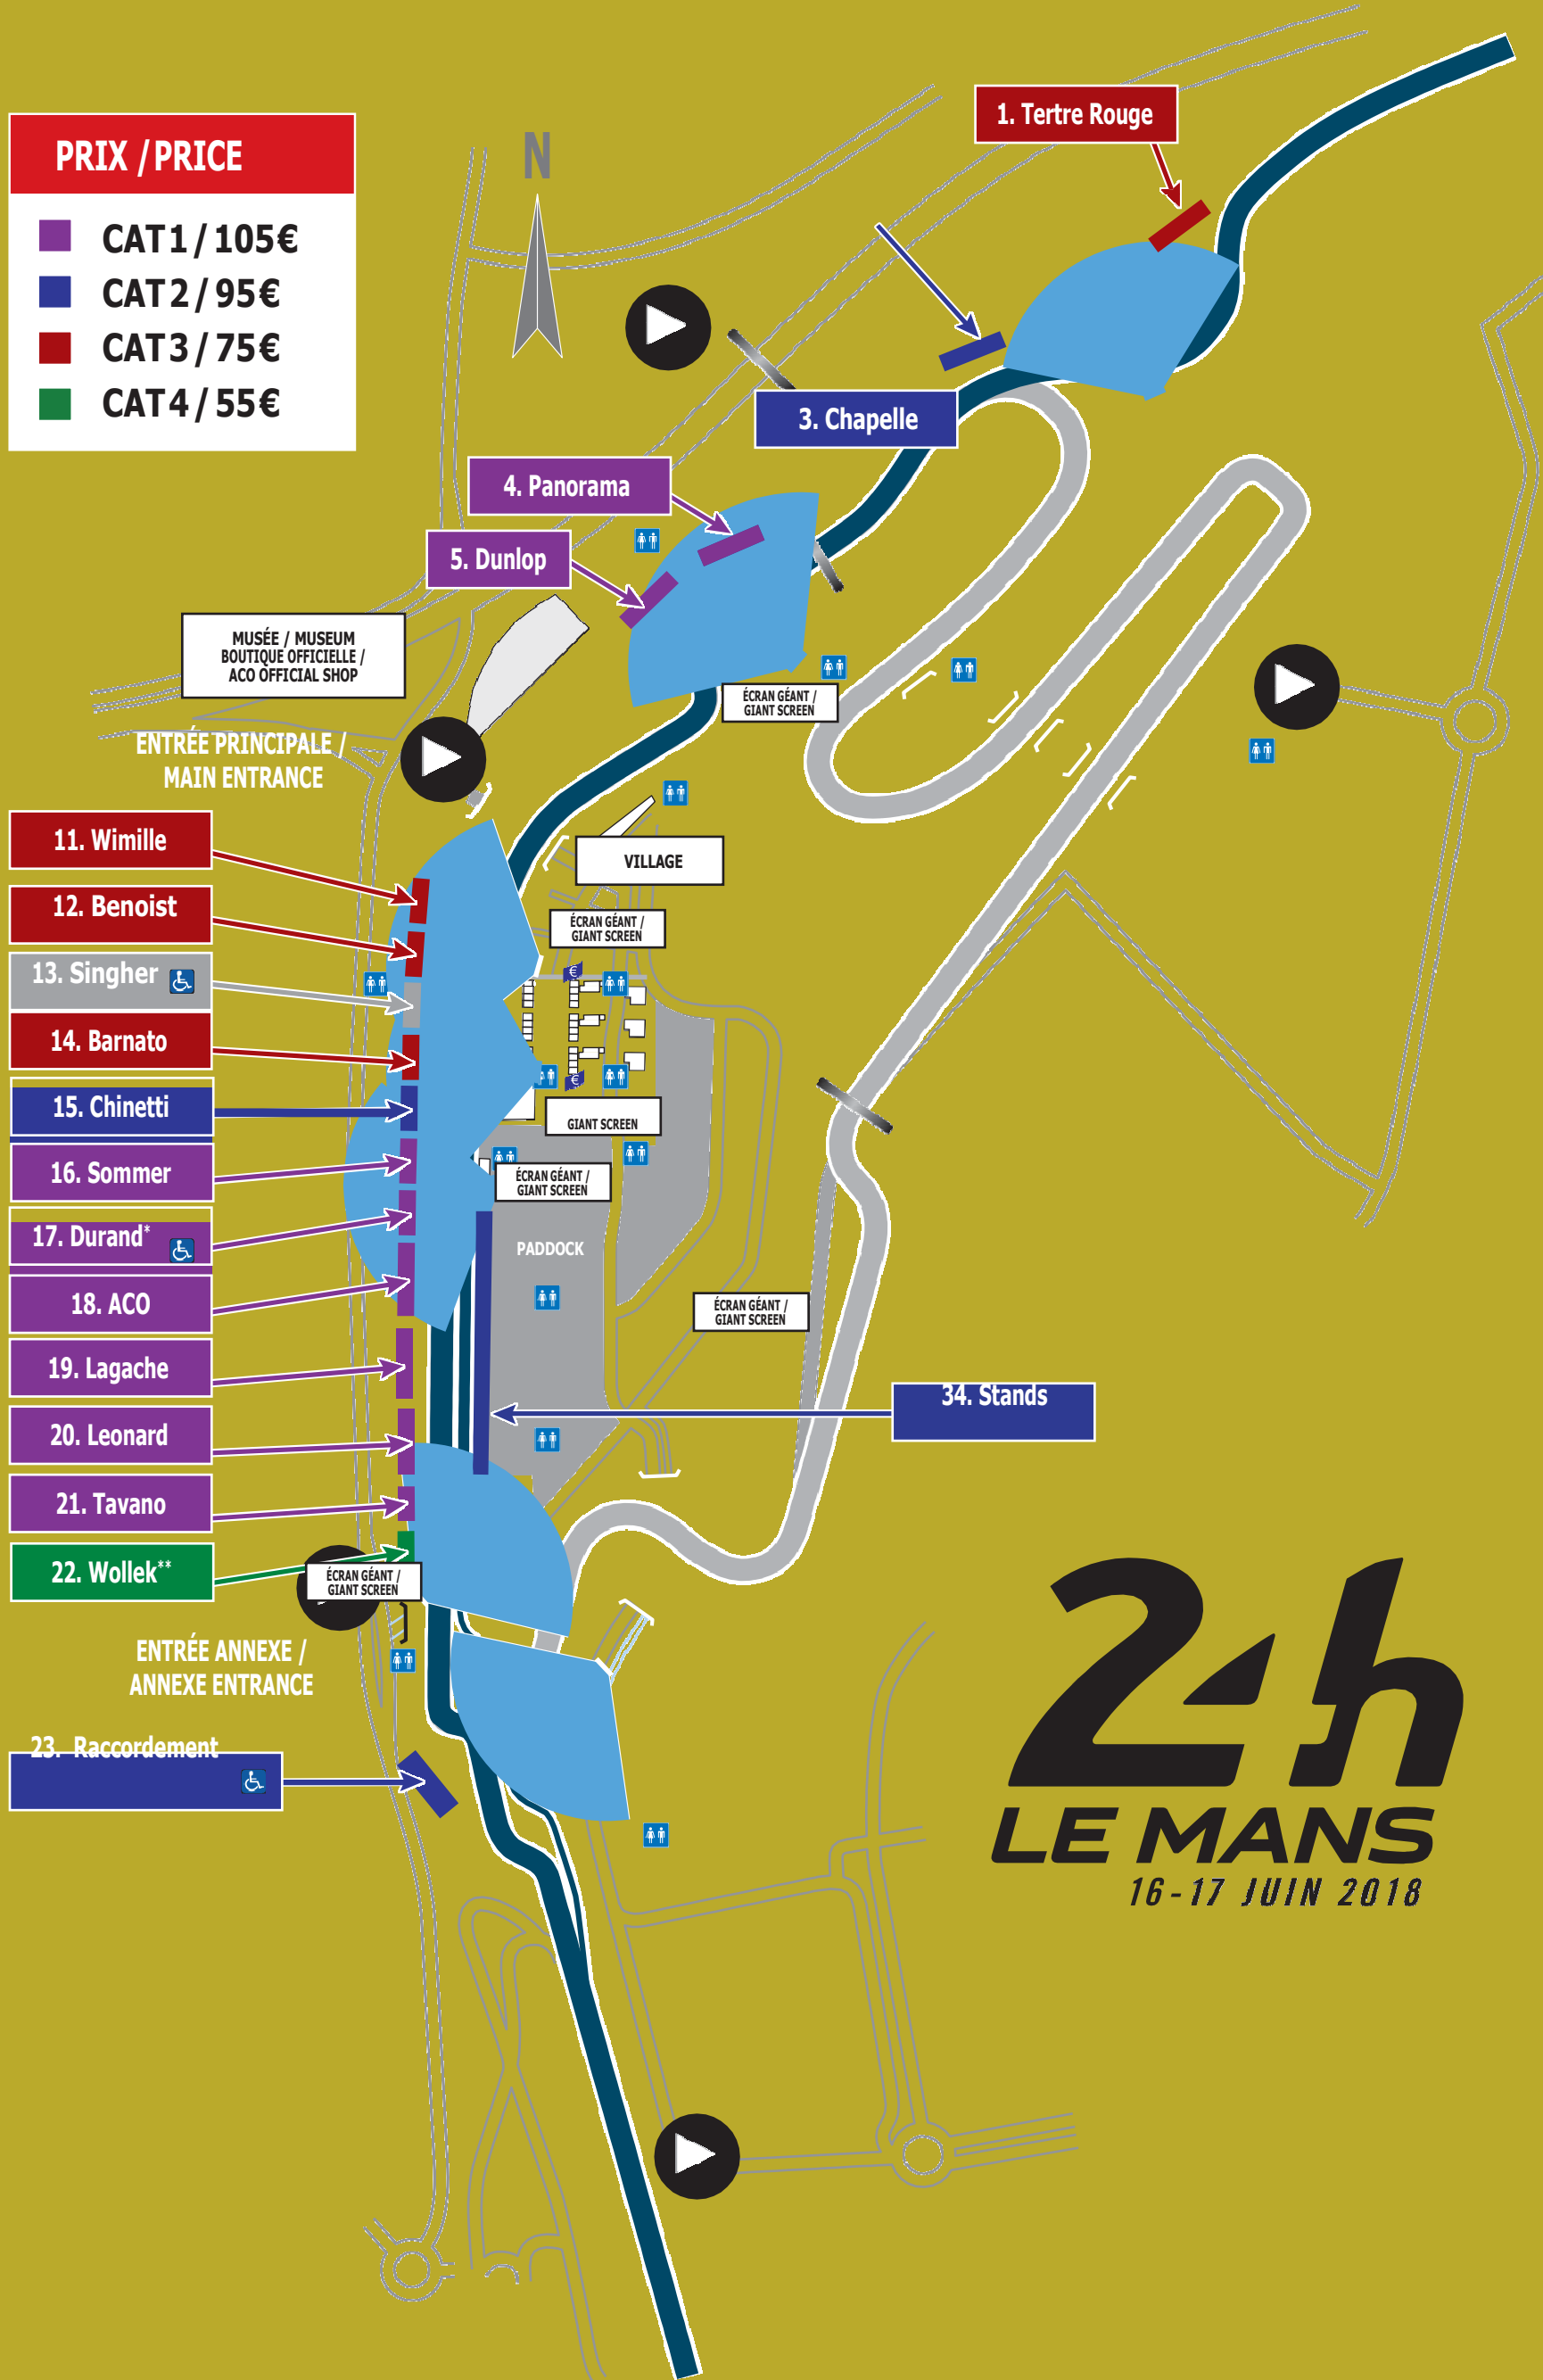 1. Tertre Rouge
PRIX / PRICE
N
CAT 1 / 105€
CAT 2 / 95€
CAT 3 / 75€
CAT 4 / 55€
3. Chapelle
4. Panorama
5. Dunlop
MUSÉE / MUSEUM
BOUTIQUE OFFICIELLE /
ACO OFFICIAL SHOP
ÉCRAN GÉANT /
GIANT SCREEN
ENTRÉE PRINCIPALE /
MAIN ENTRANCE
11. Wimille
VILLAGE
12. Benoist
ÉCRAN GÉANT /
GIANT SCREEN
13. Singher
€
14. Barnato
€
15. Chinetti
GIANT SCREEN
16. Sommer
ÉCRAN GÉANT /
GIANT SCREEN
17. Durand*
PADDOCK
18. ACO
ÉCRAN GÉANT /
GIANT SCREEN
19. Lagache
34. Stands
20. Leonard
21. Tavano
22. Wollek**
ÉCRAN GÉANT /
GIANT SCREEN
ENTRÉE ANNEXE /
ANNEXE ENTRANCE
23. Raccordement
24h
LE MANS
16-17 JUIN 2018